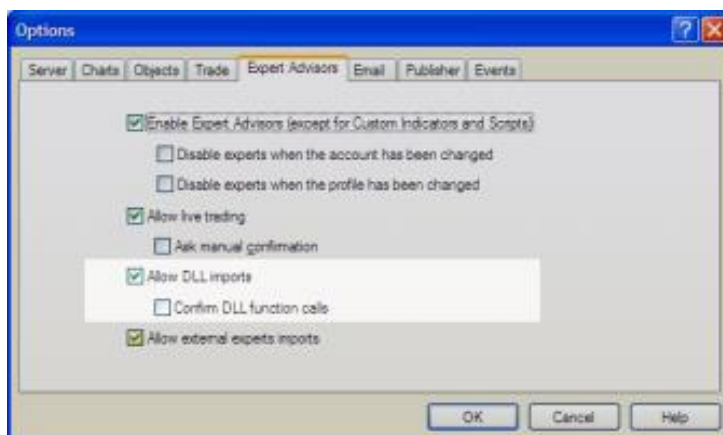 Options
Server Charts Objects Trade Expert Advisors Email Publisher Events
Enable Expert Advisors (except for Custom Indicators and Scripts)
Disable experts when the account has been changed
Disable experts when the profile has been changed
Allow live trading
Ask manual confirmation
Allow DLL imports
Confirm DLL function calls
Allow external experts imports
OK Cancel Help